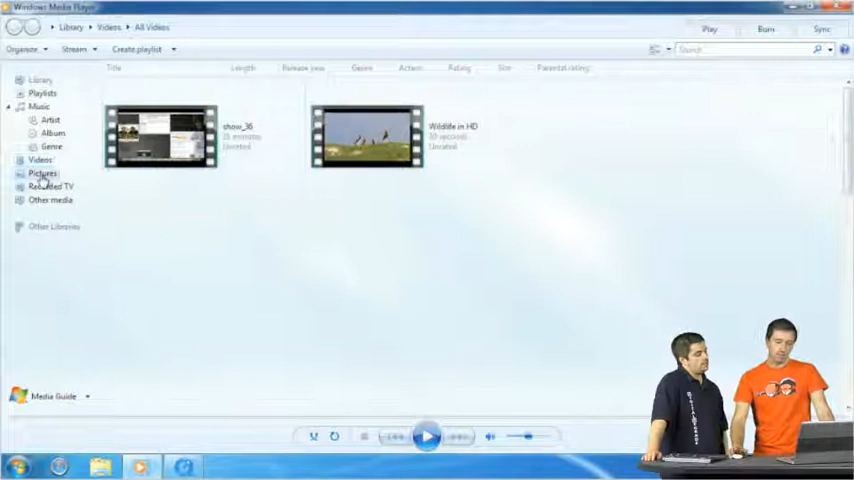 Windows Media Player
Library ▸ Videos ▸ All Videos
Play Burn Sync
Organize Stream Create playlist Search
Title Length Release year Genre Actors Rating Size Parental rating
Library
Playlists
Music
Artist
Album
Genre
Videos
Pictures
Recorded TV
Other media
Other Libraries
show_36
Unrated
Wildlife in HD
30 seconds
Unrated
Media Guide